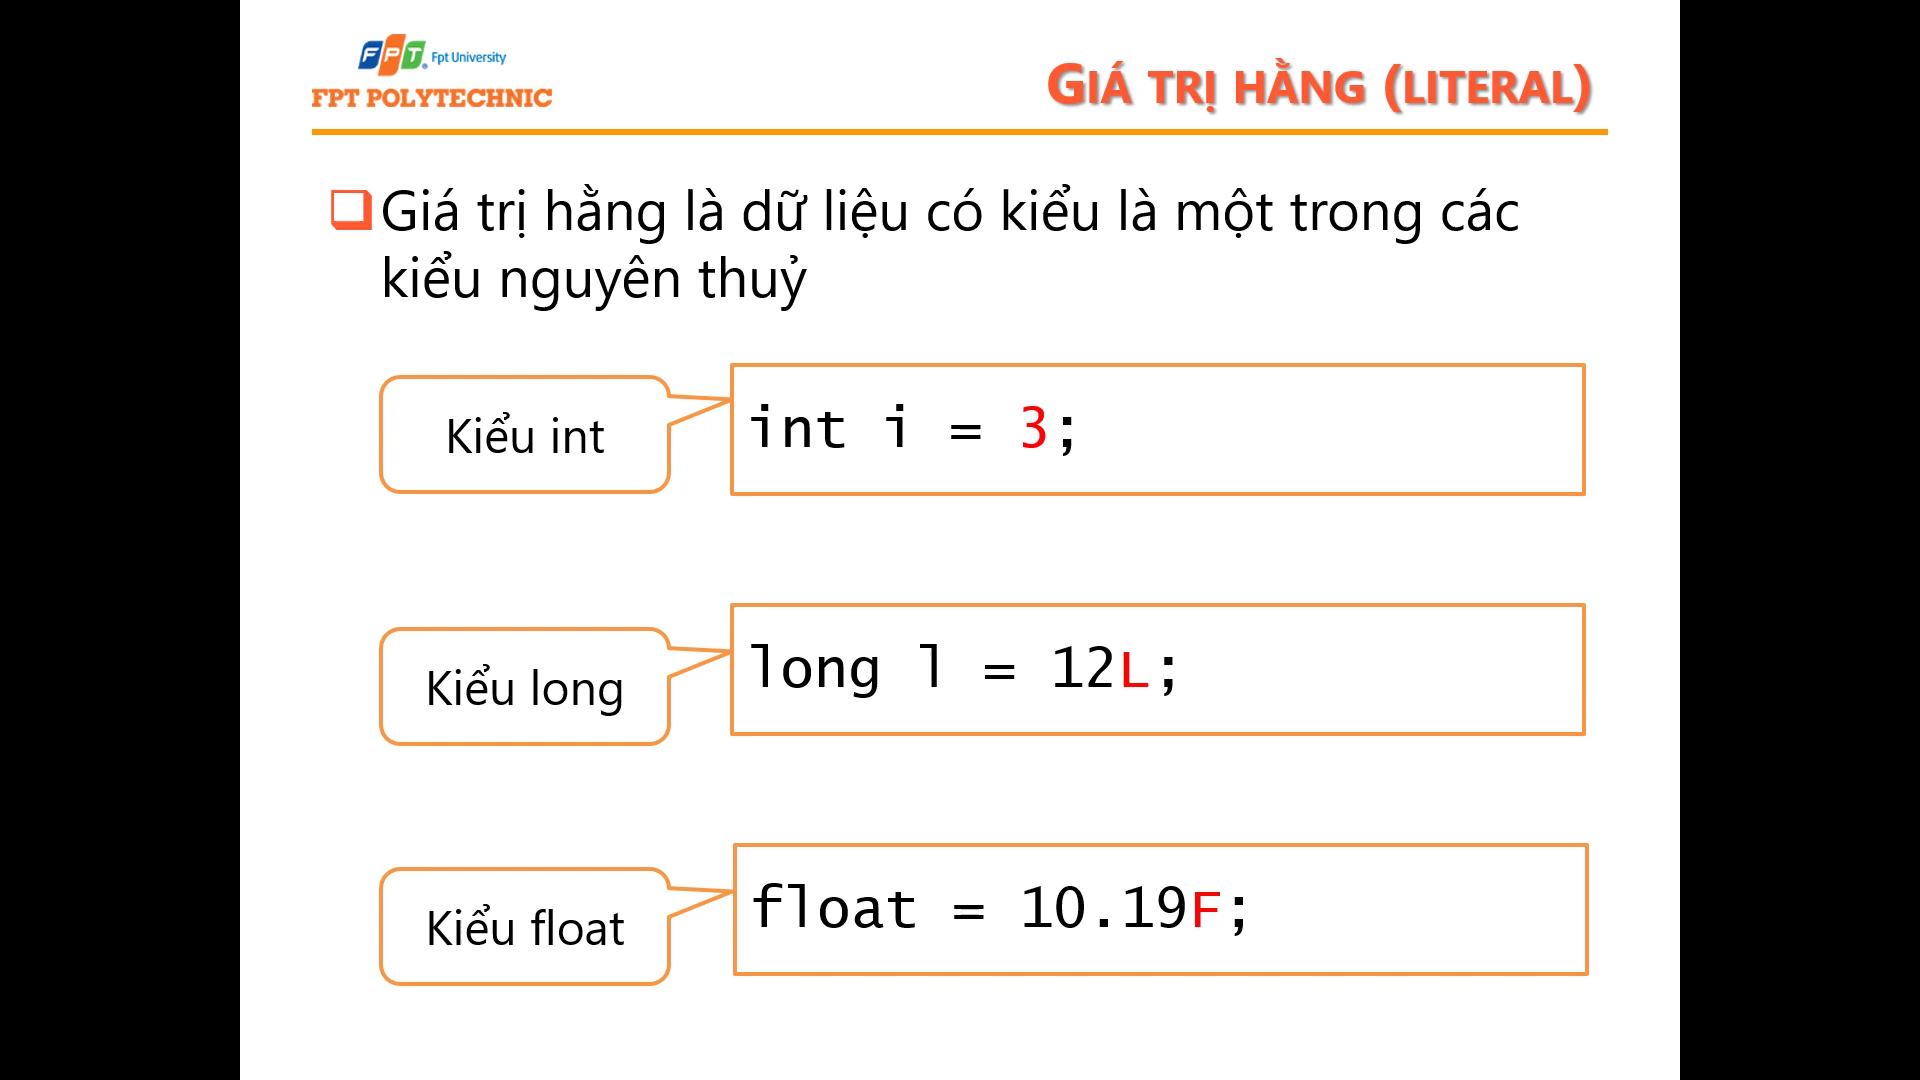 FPT. Fpt University
FPT POLYTECHNIC
GIÁ TRỊ HẰNG (LITERAL)
Giá trị hằng là dữ liệu có kiểu là một trong các
kiểu nguyên thuỷ
Kiểu int
int i = 3;
Kiểu long
long l = 12L;
Kiểu float
float = 10.19F;